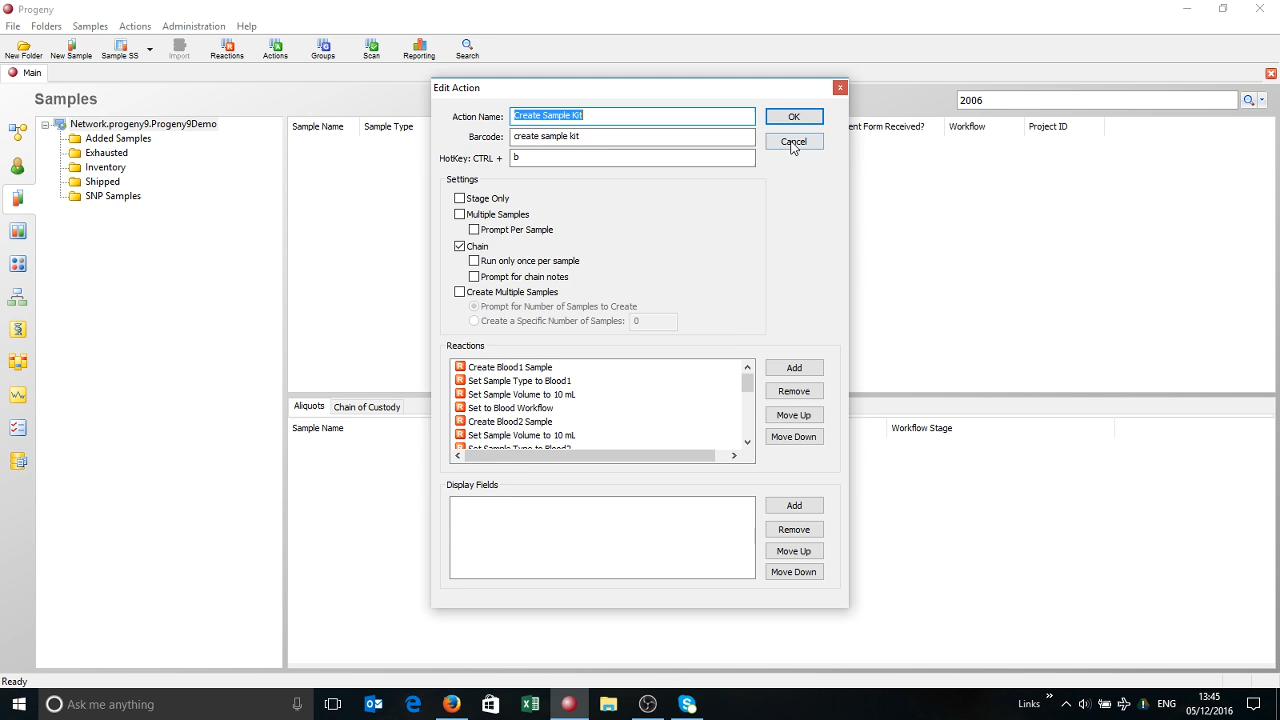 Progeny
File Folders Samples Actions Administration Help
New Folder New Sample Sample SS Import Reactions Actions Groups Scan Reporting Search
Main
Samples
2006
Network.progeny9.Progeny9Demo
Added Samples
Exhausted
Inventory
Shipped
SNP Samples
Sample Name Sample Type ent Form Received? Workflow Project ID
Aliquots Chain of Custody
Sample Name Workflow Stage
Edit Action
Action Name: Create Sample Kit OK
Barcode: create sample kit Cancel
HotKey: CTRL + b
Settings
Stage Only
Multiple Samples
Prompt Per Sample
Chain
Run only once per sample
Prompt for chain notes
Create Multiple Samples
Prompt for Number of Samples to Create
Create a Specific Number of Samples: 0
Reactions
R Create Blood1 Sample
R Set Sample Type to Blood1
R Set Sample Volume to 10 mL
R Set to Blood Workflow
R Create Blood2 Sample
R Set Sample Volume to 10 mL
R Set Sample Type to Blood2
Add
Remove
Move Up
Move Down
Display Fields
Add
Remove
Move Up
Move Down
Ready
Ask me anything
Links » ENG 13:45
05/12/2016